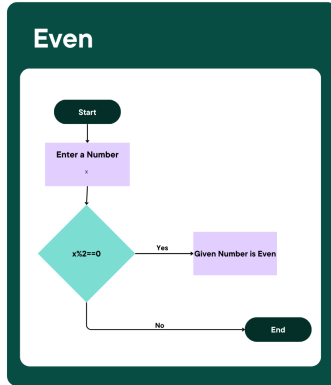 Even
Start
Enter a Number
x
x%2==0
Yes
Given Number is Even
No
End